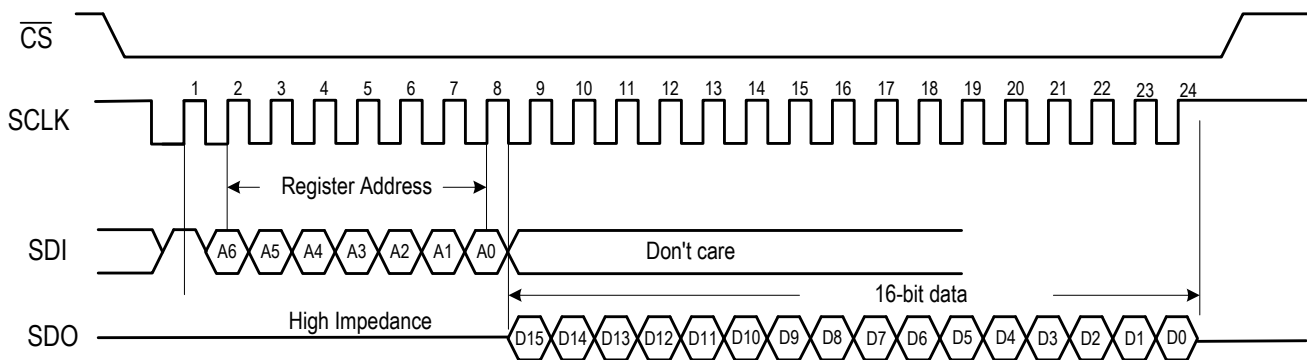 CS
1 2 3 4 5 6 7 8 9 10 11 12 13 14 15 16 17 18 19 20 21 22 23 24
SCLK
Register Address
SDI A6 A5 A4 A3 A2 A1 A0 Don't care
16-bit data
High Impedance
SDO D15 D14 D13 D12 D11 D10 D9 D8 D7 D6 D5 D4 D3 D2 D1 D0